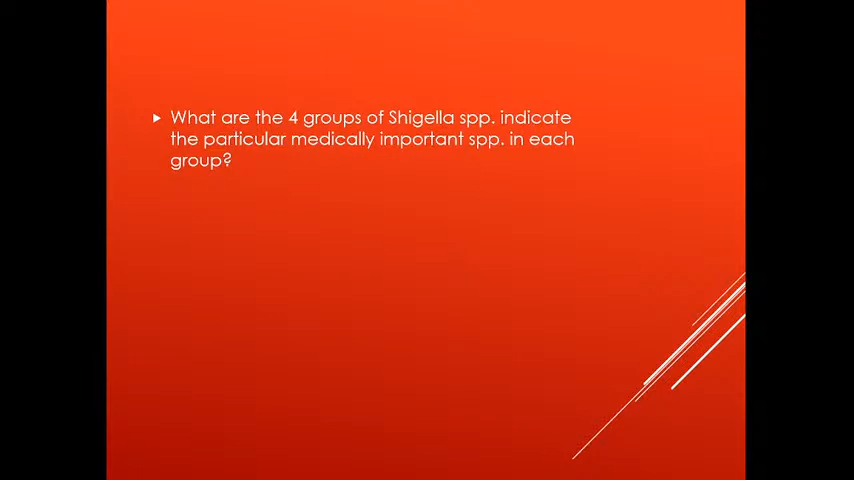 What are the 4 groups of Shigella spp. indicate
the particular medically important spp. in each
group?